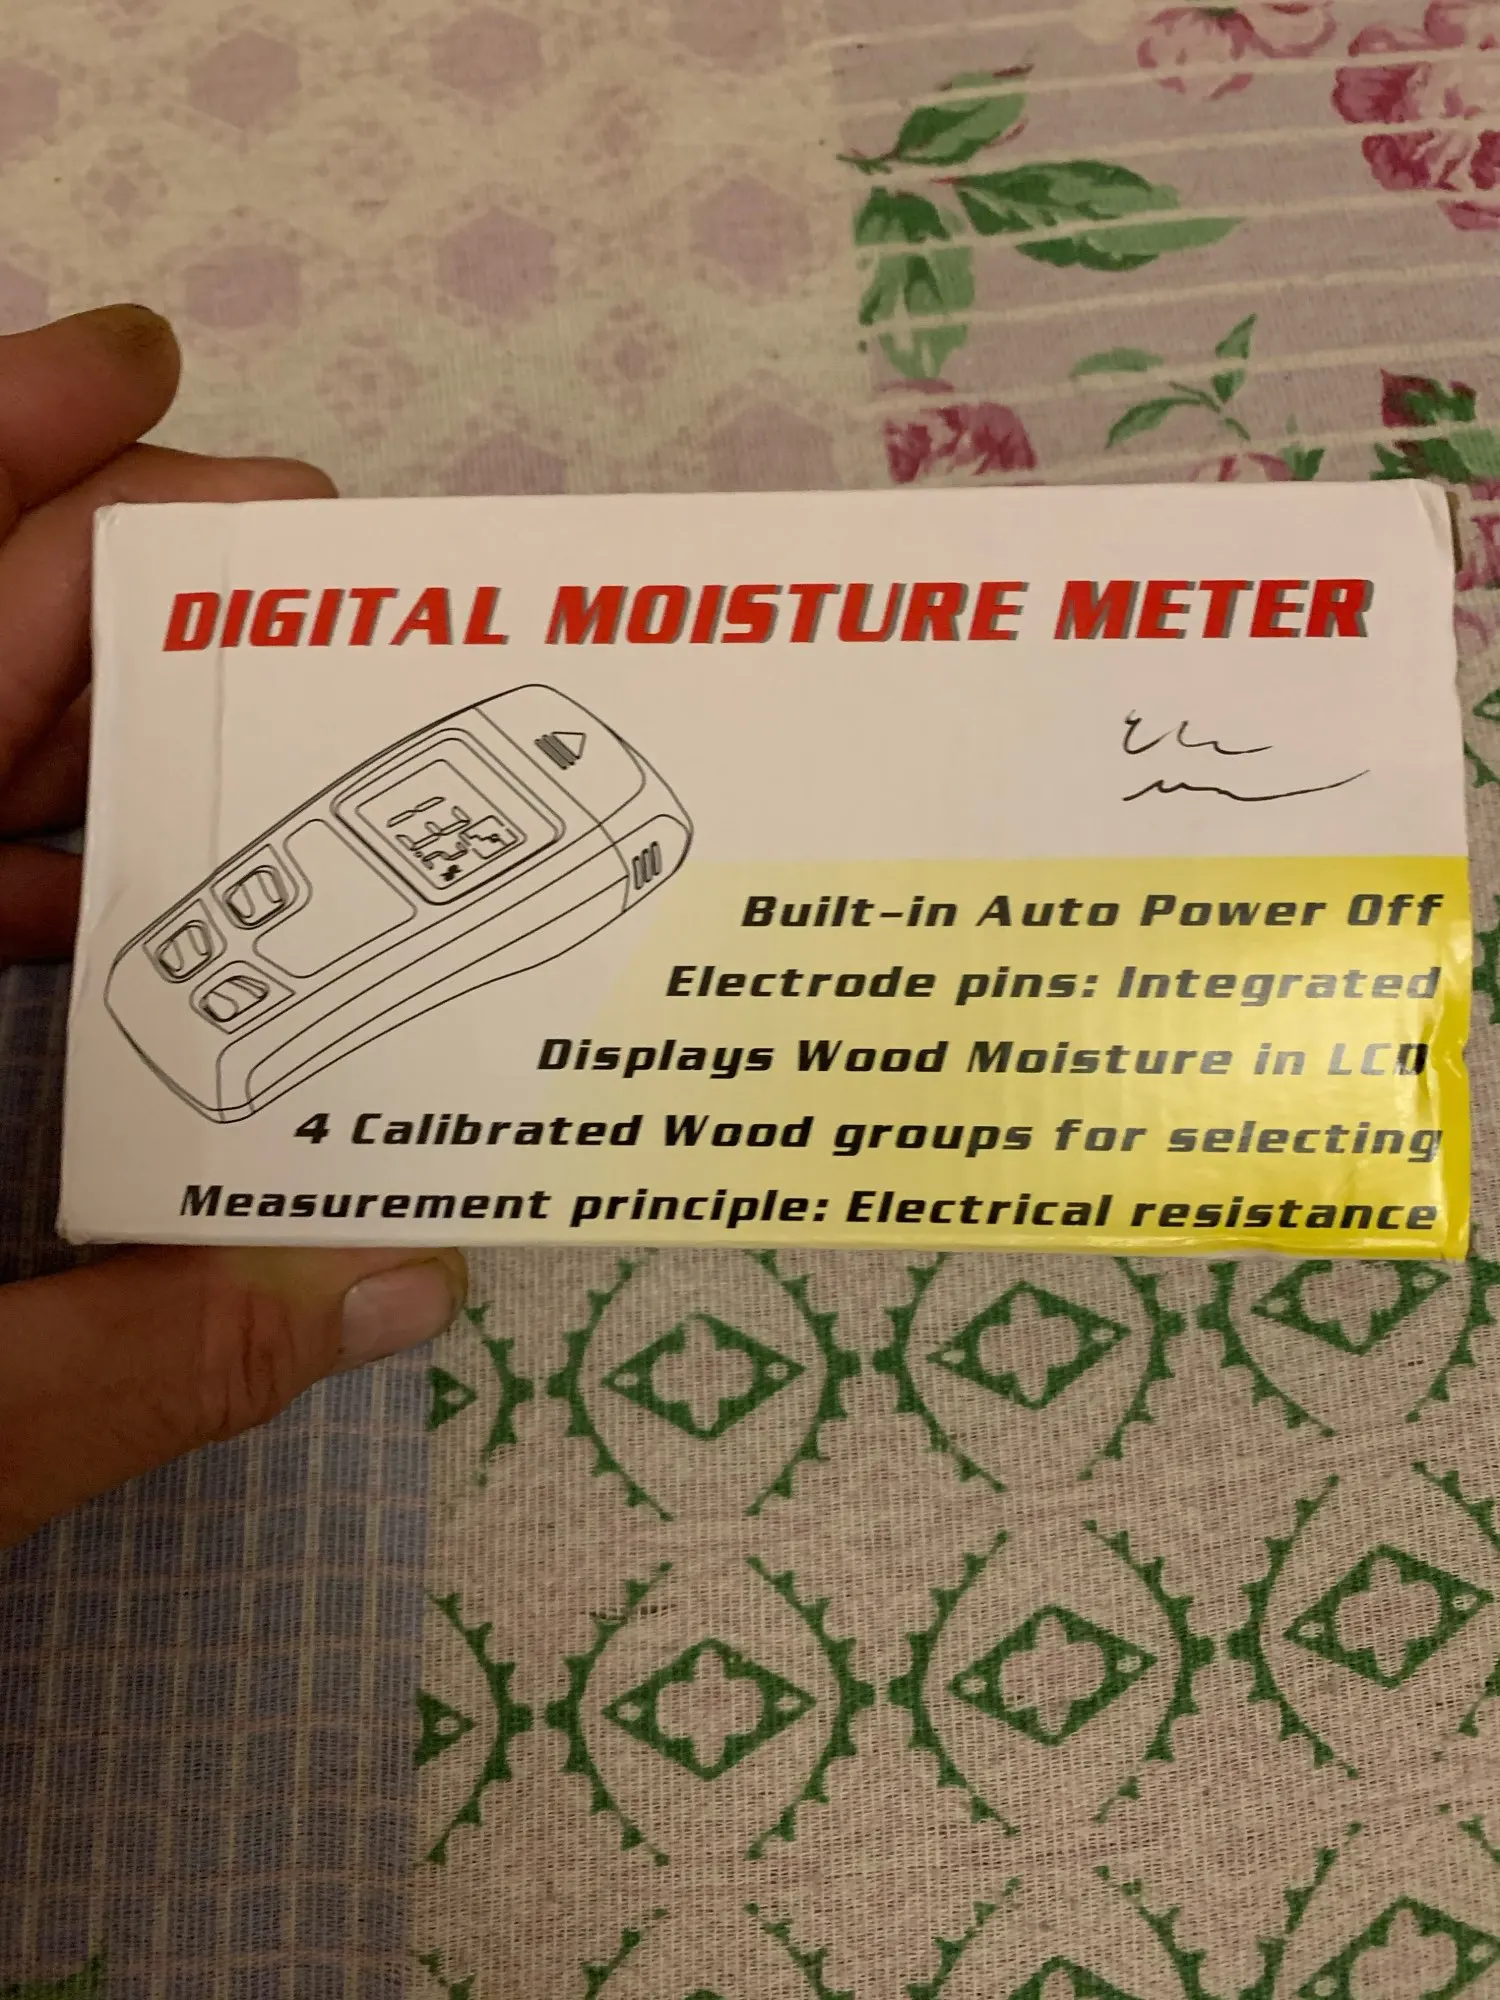 DIGITAL MOISTURE METER
Built-in Auto Power Off
Electrode pins: Integrated
Displays Wood Moisture in LCD
4 Calibrated Wood groups for selecting
Measurement principle: Electrical resistance